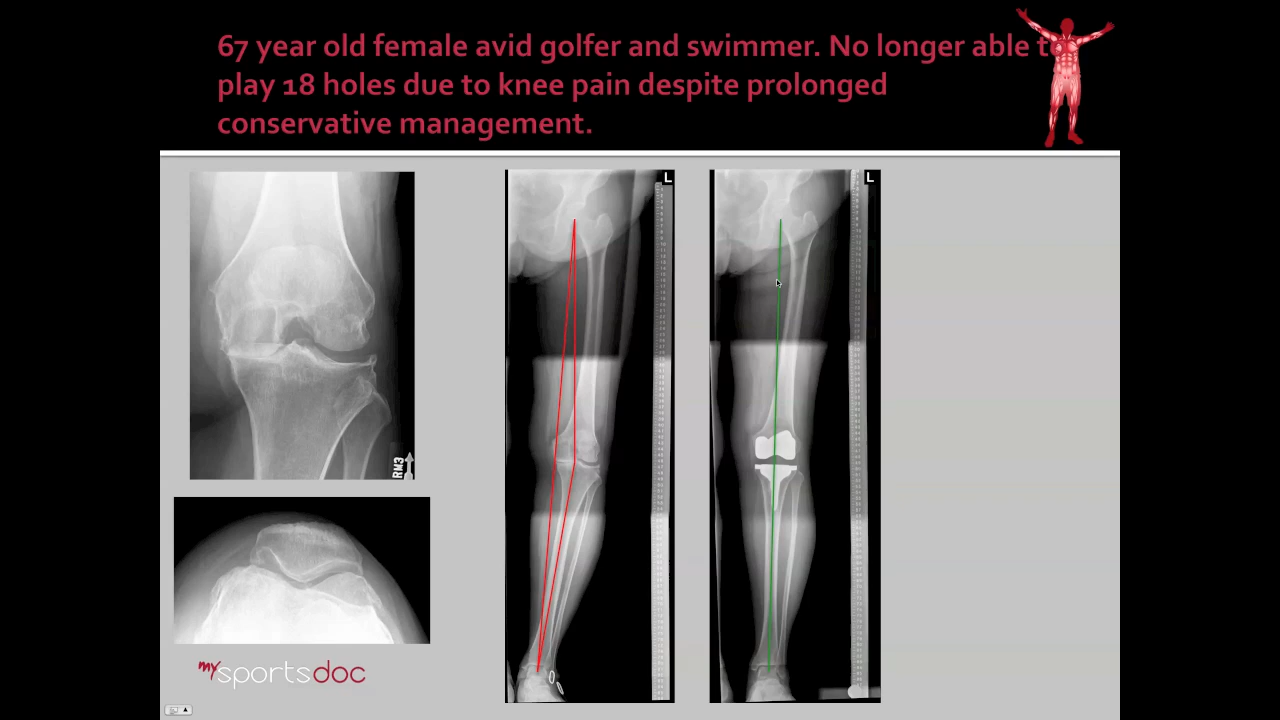 67 year old female avid golfer and swimmer. No longer able t
play 18 holes due to knee pain despite prolonged
conservative management.
L
L
RM3
mysportsdoc